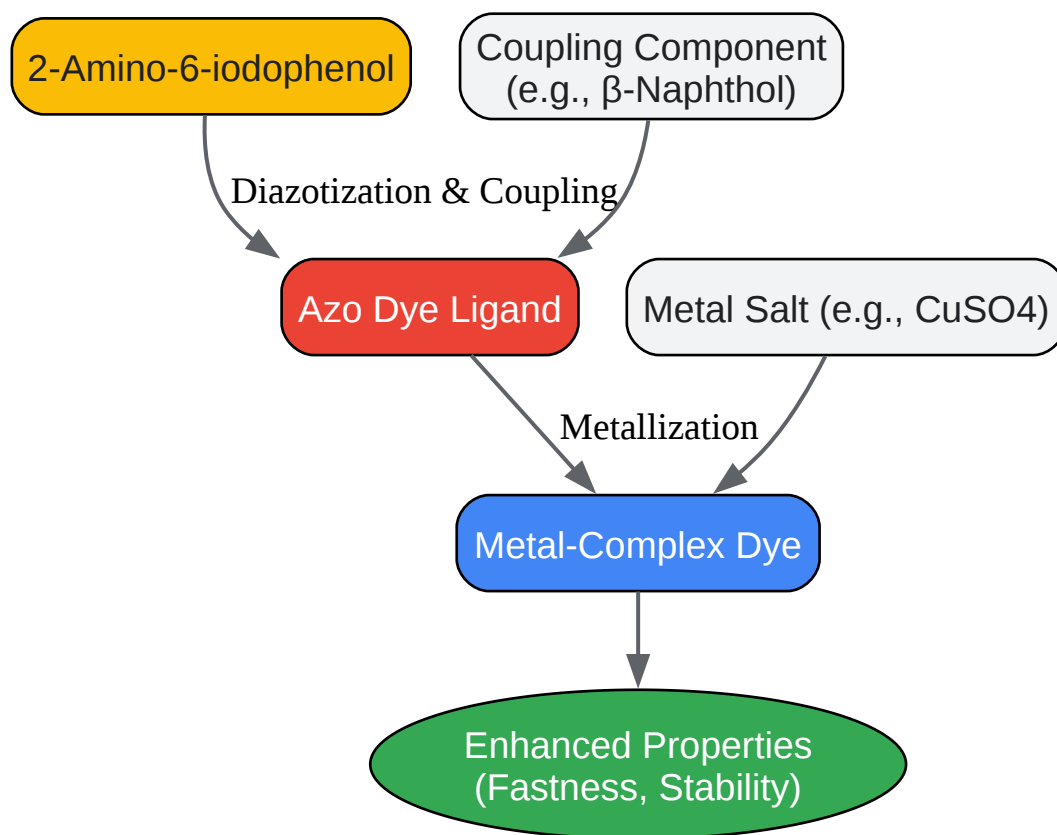 2-Amino-6-iodophenol
Coupling Component
(e.g., β-Naphthol)
Diazotization & Coupling
Azo Dye Ligand
Metal Salt (e.g., CuSO4)
Metallization
Metal-Complex Dye
Enhanced Properties
(Fastness, Stability)